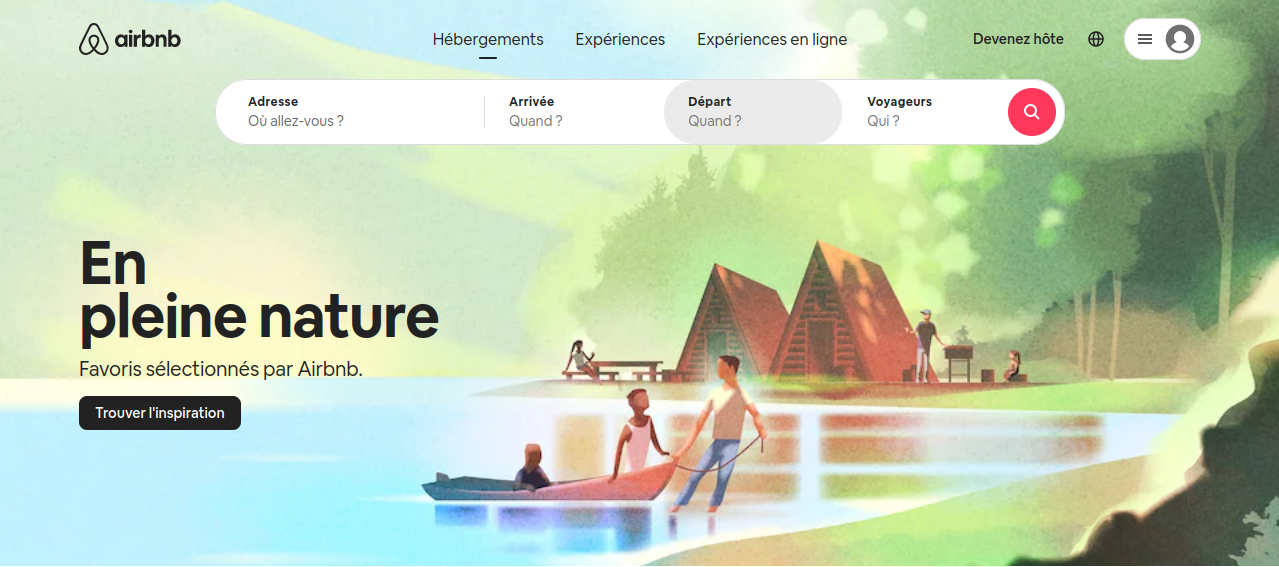 airbnb
Hébergements
Expériences
Expériences en ligne
Devenez hôte
Adresse
Où allez-vous ?
Arrivée
Quand ?
Départ
Quand ?
Voyageurs
Qui ?
En
pleine nature
Favoris sélectionnés par Airbnb.
Trouver l'inspiration